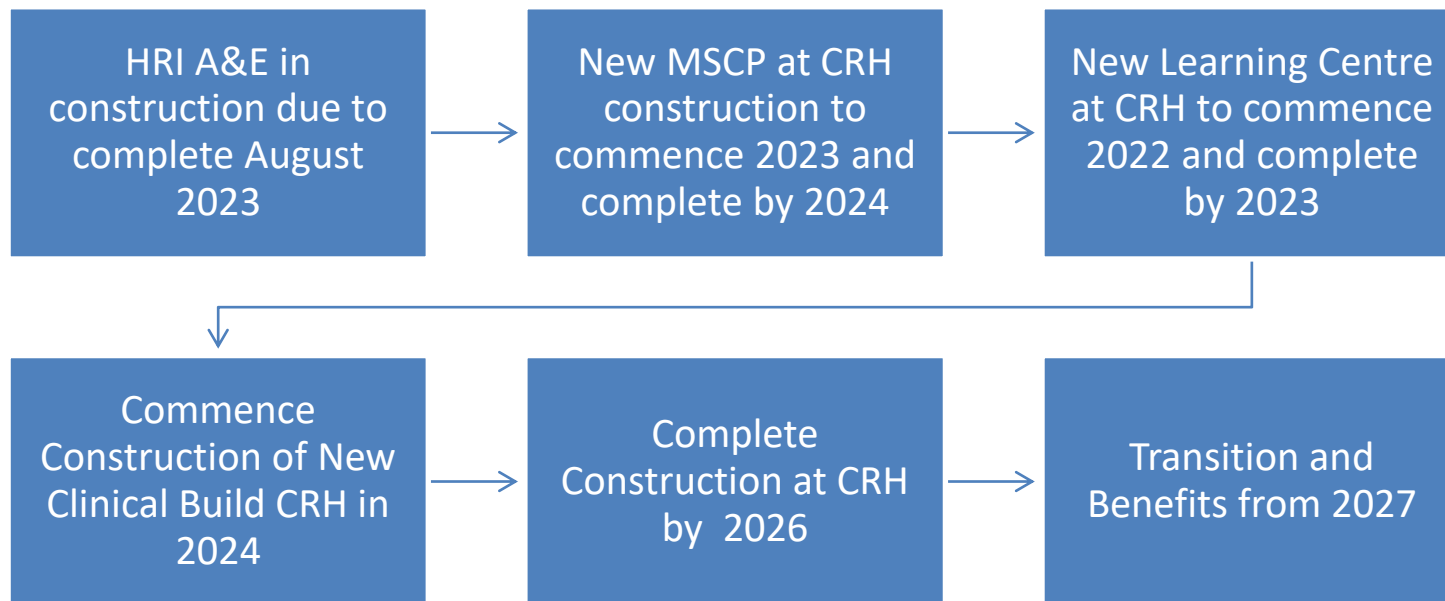 HRI A&E in
construction due to
complete August
2023
New MSCP at CRH
construction to
commence 2023 and
complete by 2024
New Learning Centre
at CRH to commence
2022 and complete
by 2023
Commence
Construction of New
Clinical Build CRH in
2024
Complete
Construction at CRH
by  2026
Transition and
Benefits from 2027